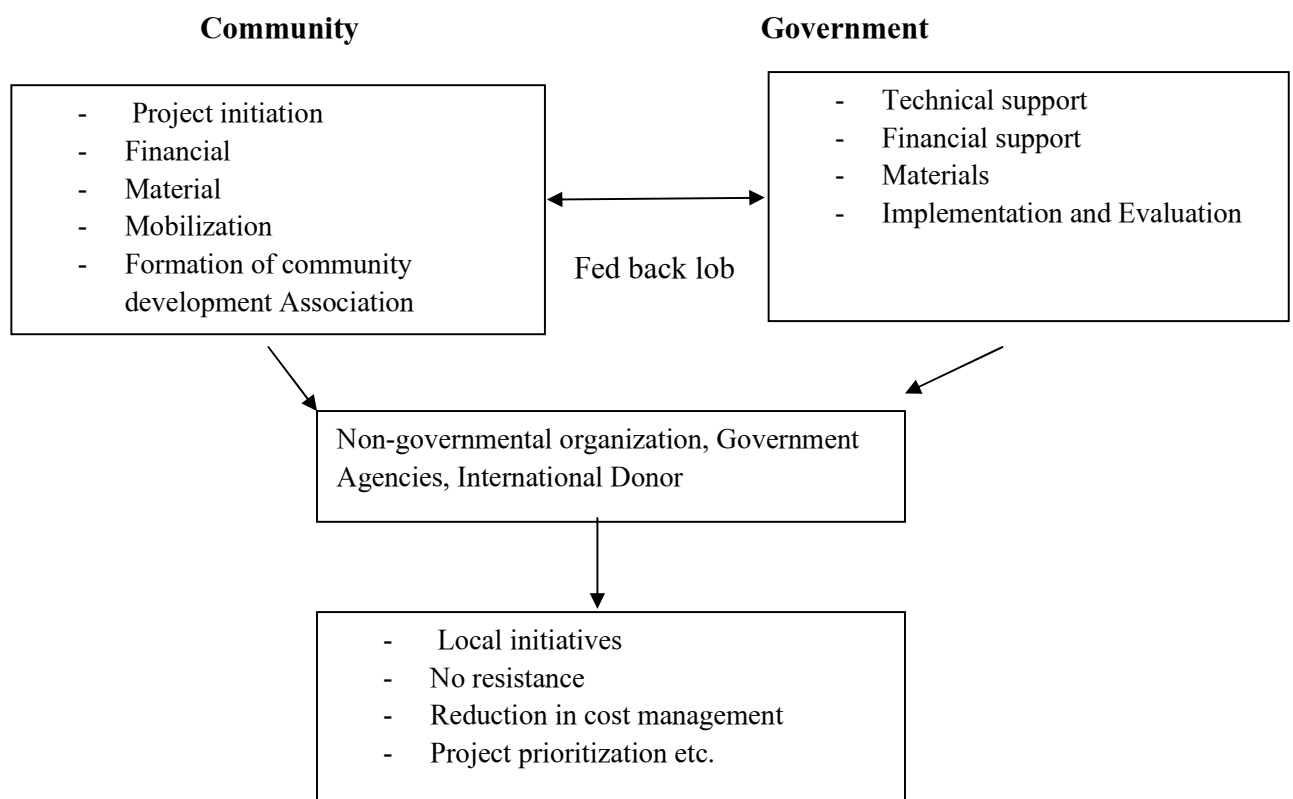 Community
Government
- Project initiation
- Financial
- Material
- Mobilization
- Formation of community
development Association
- Technical support
- Financial support
- Materials
- Implementation and Evaluation
Fed back lob
Non-governmental organization, Government
Agencies, International Donor
- Local initiatives
- No resistance
- Reduction in cost management
- Project prioritization etc.